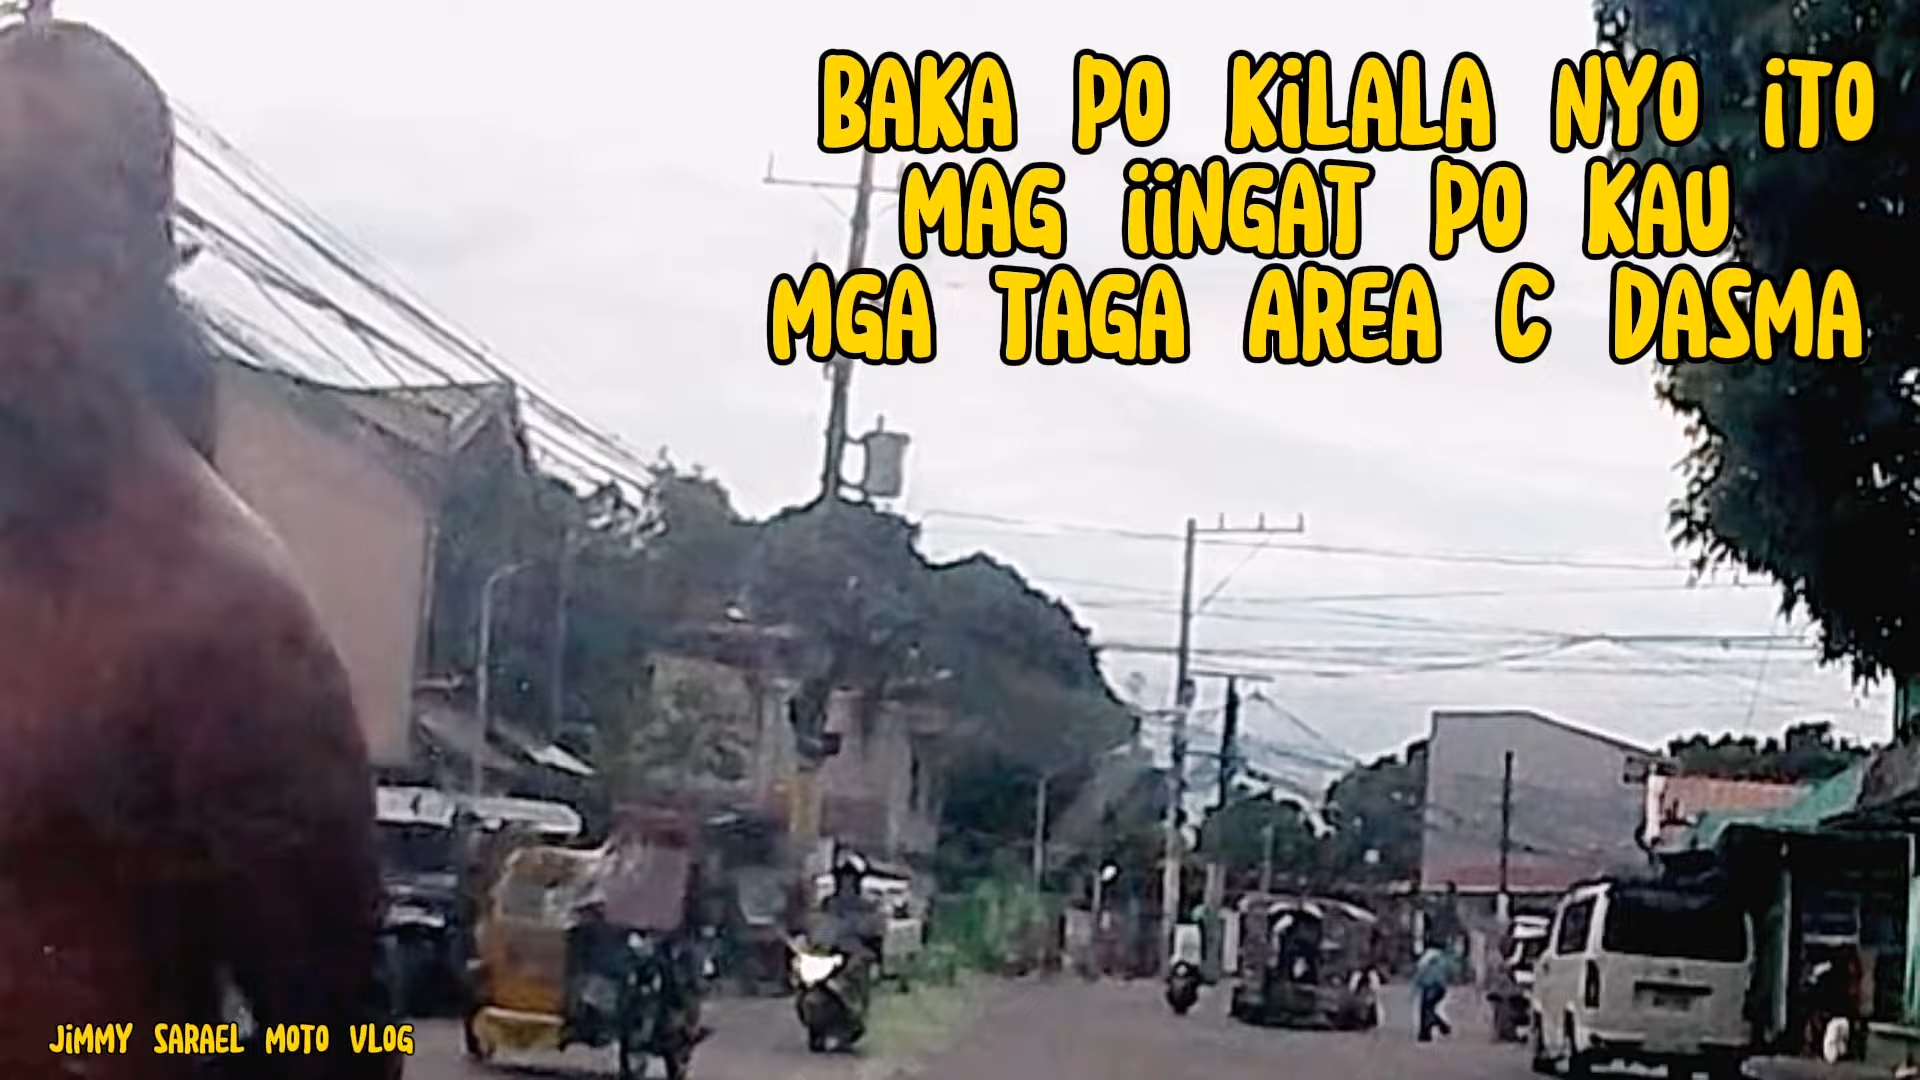 BAKA PO KiLALA NYO iTO
MAG iiNGAT PO KAU
MGA TAGA AREA C DASMA
JiMMY SARAEL MOTO VLOG